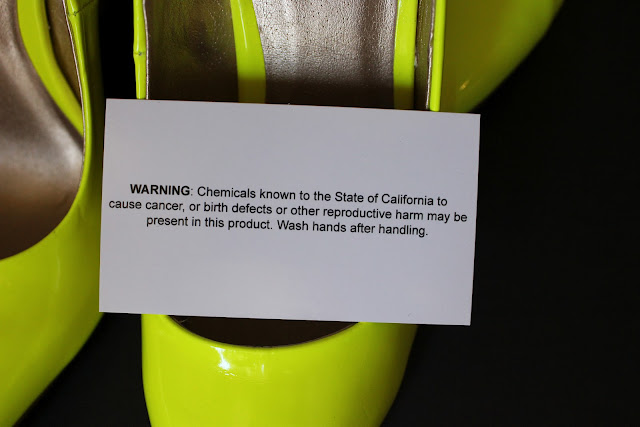 WARNING: Chemicals known to the State of California to
cause cancer, or birth defects or other reproductive harm may be
present in this product. Wash hands after handling.